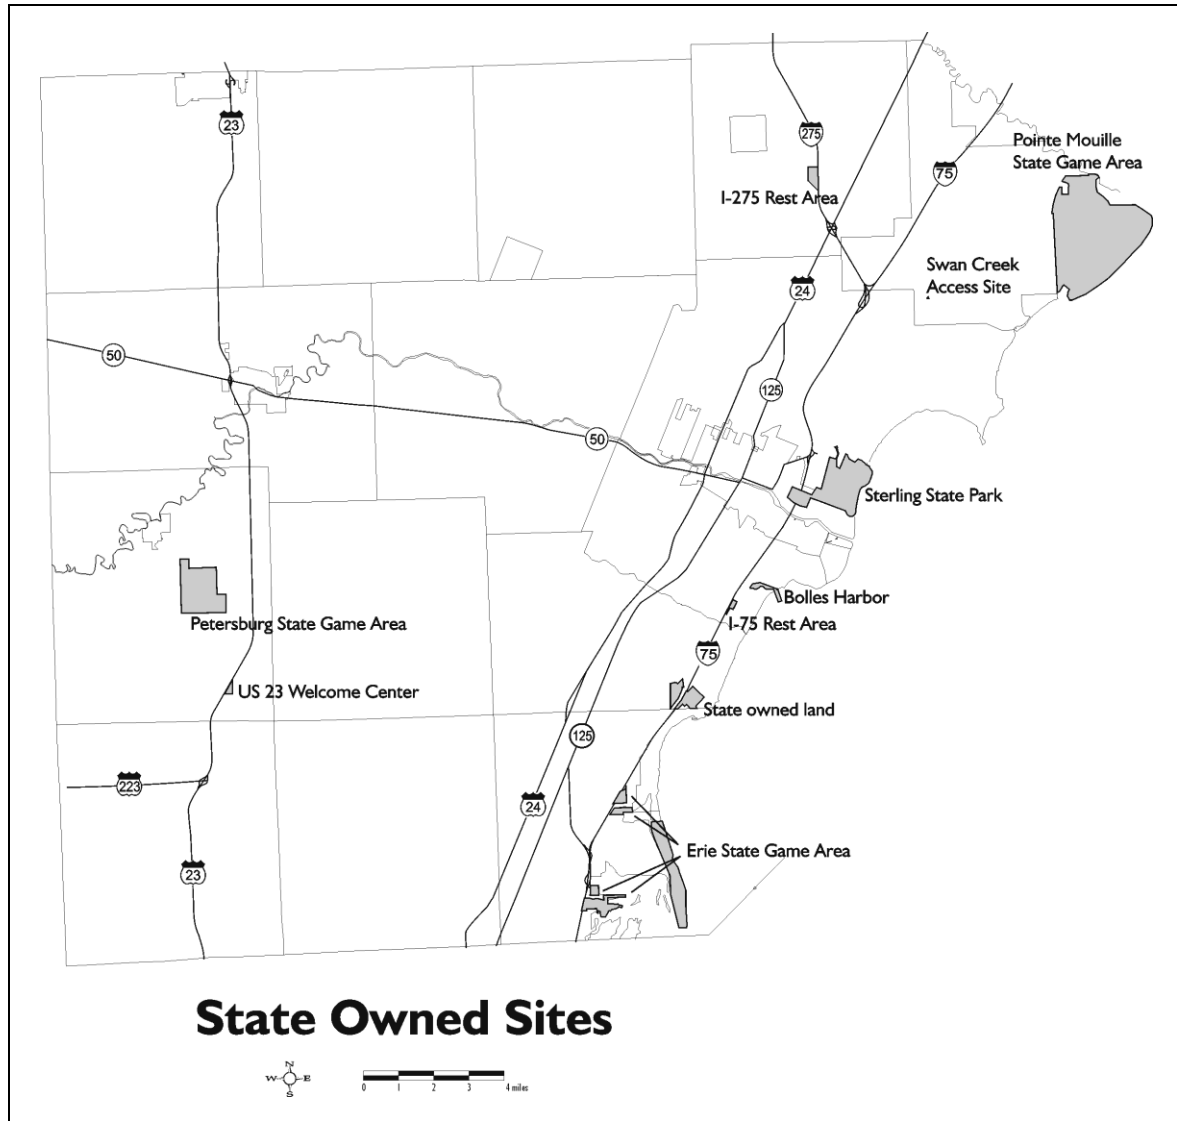 23
275
Pointe Mouille
State Game Area
75
I-275 Rest Area
Swan Creek
Access Site
24
50
125
50
Sterling State Park
Bolles Harbor
I-75 Rest Area
Petersburg State Game Area
75
US 23 Welcome Center
State owned land
125
223
24
Erie State Game Area
23
State Owned Sites
N
W E
S
0 1 2 3 4 miles